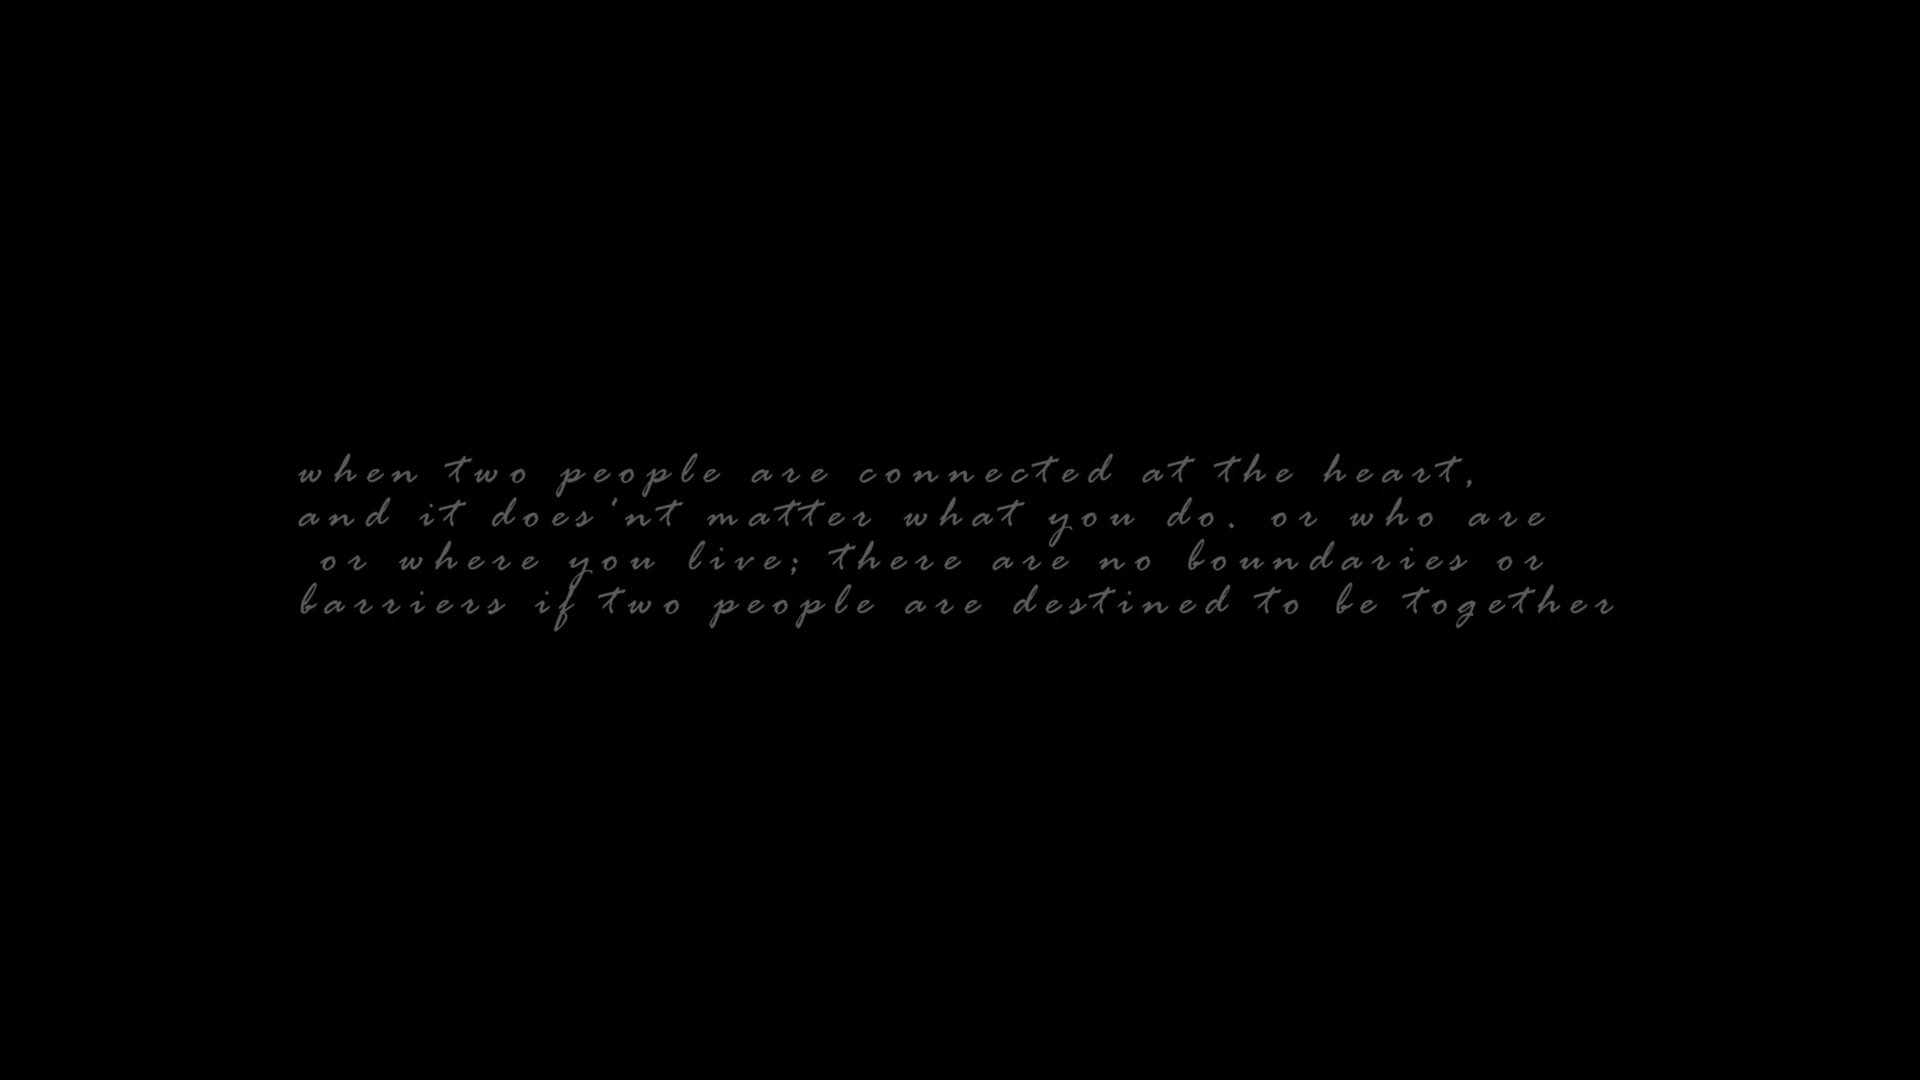 when two people are connected at the heart,
and it does'nt matter what you do. or who are
or where you live; there are no boundaries or
barriers if two people are destined to be together